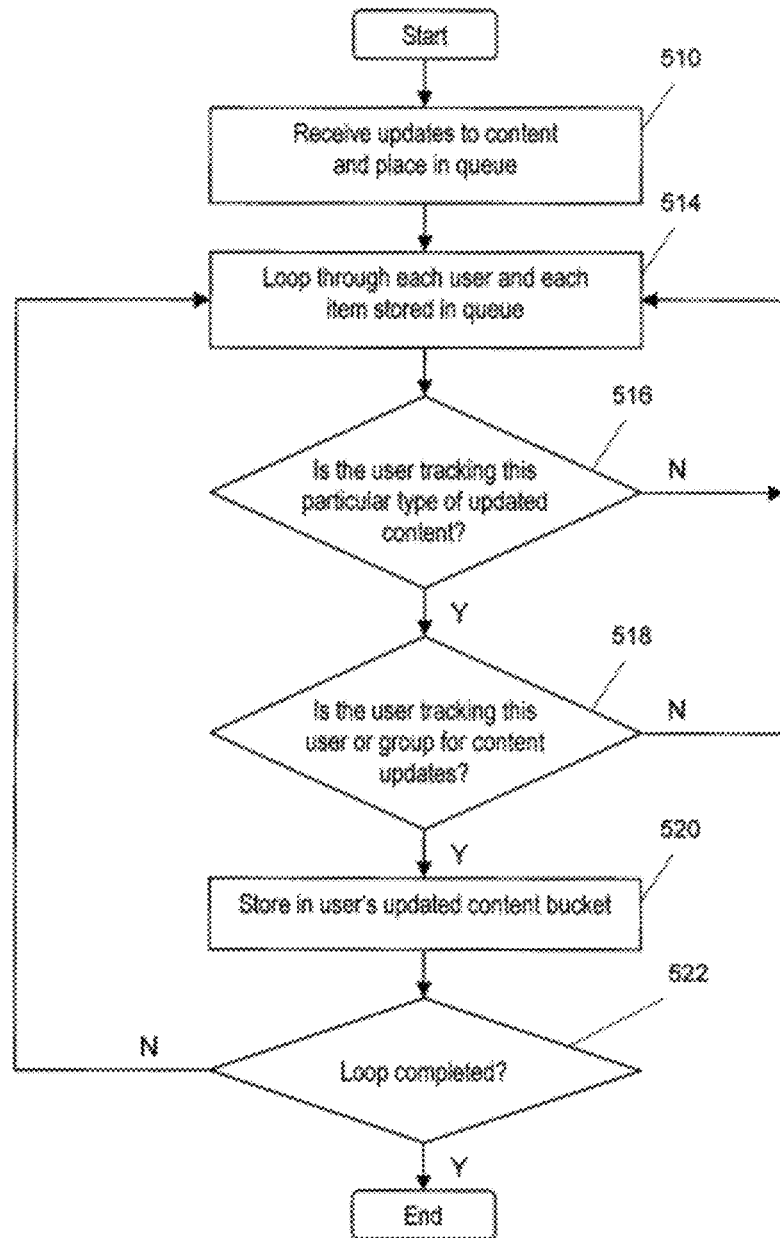 Start
510
Receive updates to content
and place in queue
514
Loop through each user and each
item stored in queue
516
Is the user tracking this
particular type of updated
content?
N
Y
518
Is the user tracking this
user or group for content
updates?
N
Y
520
Store in user's updated content bucket
522
Loop completed?
N
Y
End